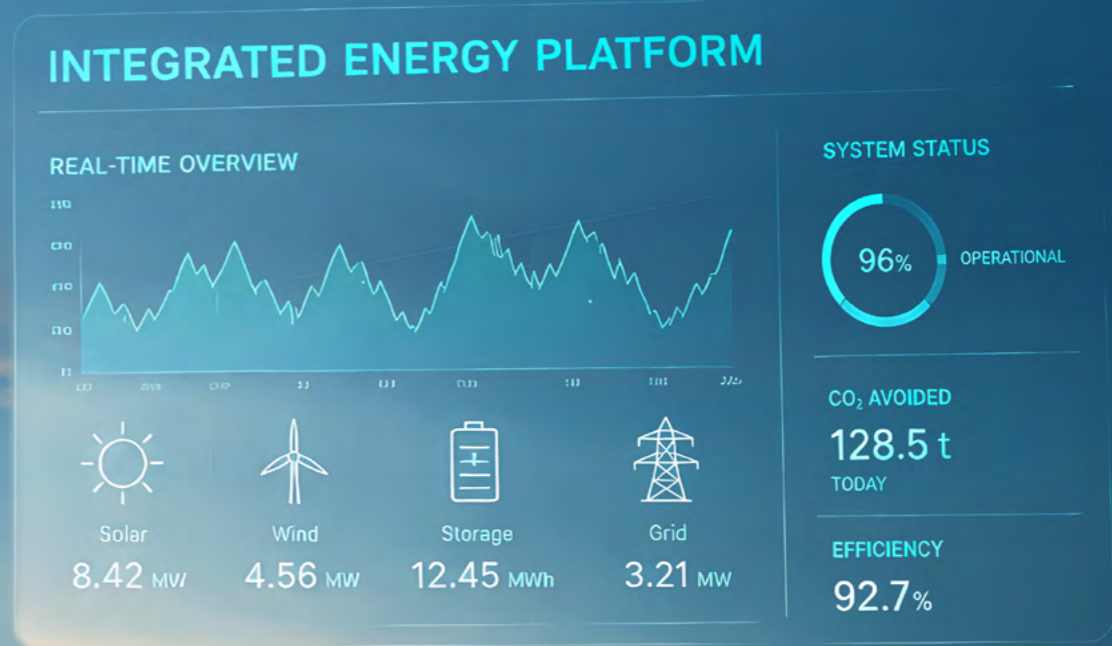 INTEGRATED ENERGY PLATFORM
REAL-TIME OVERVIEW
Solar
8.42 MW
Wind
4.56 MW
Storage
12.45 MWh
Grid
3.21 MW
SYSTEM STATUS
96%
OPERATIONAL
CO₂ AVOIDED
128.5 t
TODAY
EFFICIENCY
92.7%